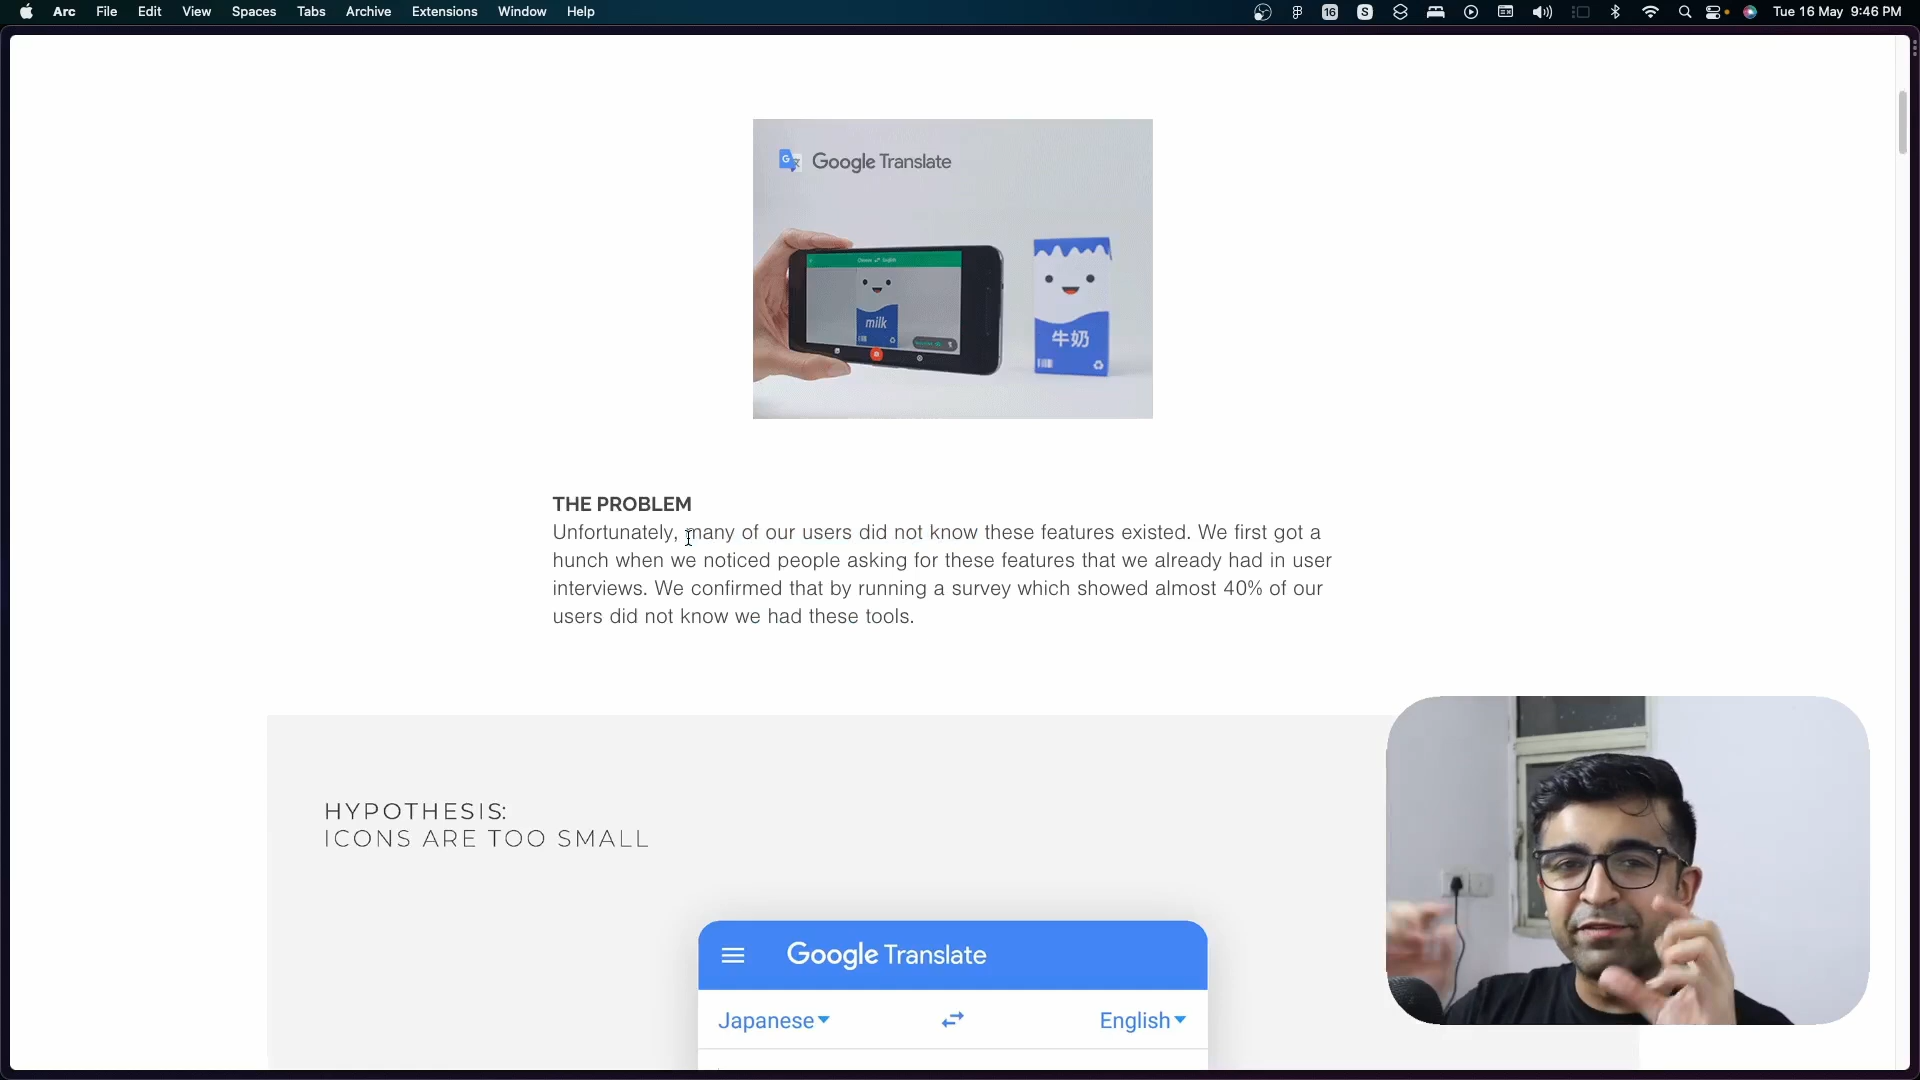 Arc File Edit View Spaces Tabs Archive Extensions Window Help 16 S Tue 16 May 9:46 PM
Google Translate
milk
牛奶
THE PROBLEM
Unfortunately, many of our users did not know these features existed. We first got a
hunch when we noticed people asking for these features that we already had in user
interviews. We confirmed that by running a survey which showed almost 40% of our
users did not know we had these tools.
HYPOTHESIS:
ICONS ARE TOO SMALL
Google Translate
Japanese English